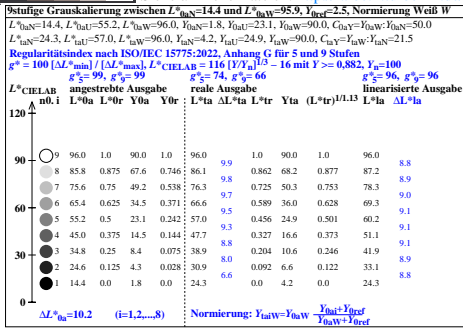 9stufige Grauskalierung zwischen L*0aN=14.4 und L*0aW=95.9, Y0ref=2.5, Normierung Weiß W
L*0aN=14.4, L*0aU=55.2, L*0aW=96.0, Y0aN=1.8, Y0aU=23.1, Y0aW=90.0, C0aY=Y0aW:Y0aN=50.0
L*taN=24.3, L*taU=57.0, L*taW=96.0, YtaN=4.2, YtaU=24.9, YtaW=90.0, CtaY=YtaW:YtaN=21.5
Regularitätsindex nach ISO/IEC 15775:2022, Anhang G für 5 und 9 Stufen
g* = 100 [ΔL*min] / [ΔL*max], L*CIELAB = 116 [Y/Yn]1/3 − 16 mit Y >= 0,882, Yn=100
g*5= 99, g*9= 99 g*5= 74, g*9= 66 g*5= 96, g*9= 96
L*CIELAB angestrebte Ausgabe reale Ausgabe linearisierte Ausgabe
n0. i L*0a L*0r Y0a Y0r L*ta ΔL*ta L*tr Yta (L*tr)1/1.13 L*la ΔL*la
120
9 96.0 1.0 90.0 1.0 96.0 1.0 90.0 1.0 96.0
9.9 8.8
90
8 85.8 0.875 67.6 0.746 86.1 0.862 68.2 0.877 87.2
9.8 8.9
7 75.6 0.75 49.2 0.538 76.3 0.725 50.3 0.753 78.3
9.7 9.0
6 65.4 0.625 34.5 0.371 66.6 0.589 36.0 0.628 69.3
60
9.5 9.1
5 55.2 0.5 23.1 0.242 57.0 0.456 24.9 0.501 60.2
9.3 9.1
4 45.0 0.375 14.5 0.144 47.7 0.327 16.6 0.373 51.1
8.8 9.1
3 34.8 0.25 8.4 0.075 38.9 0.204 10.6 0.246 41.9
30
8.0 8.9
2 24.6 0.125 4.3 0.028 30.9 0.092 6.6 0.122 33.1
6.6 8.8
1 14.4 0.0 1.8 0.0 24.3 0.0 4.2 0.0 24.3
0
ΔL*0a=10.2 (i=1,2,...,8) Normierung: YtaiW=Y0aW Y0ai+Y0ref
Y0aW+Y0ref